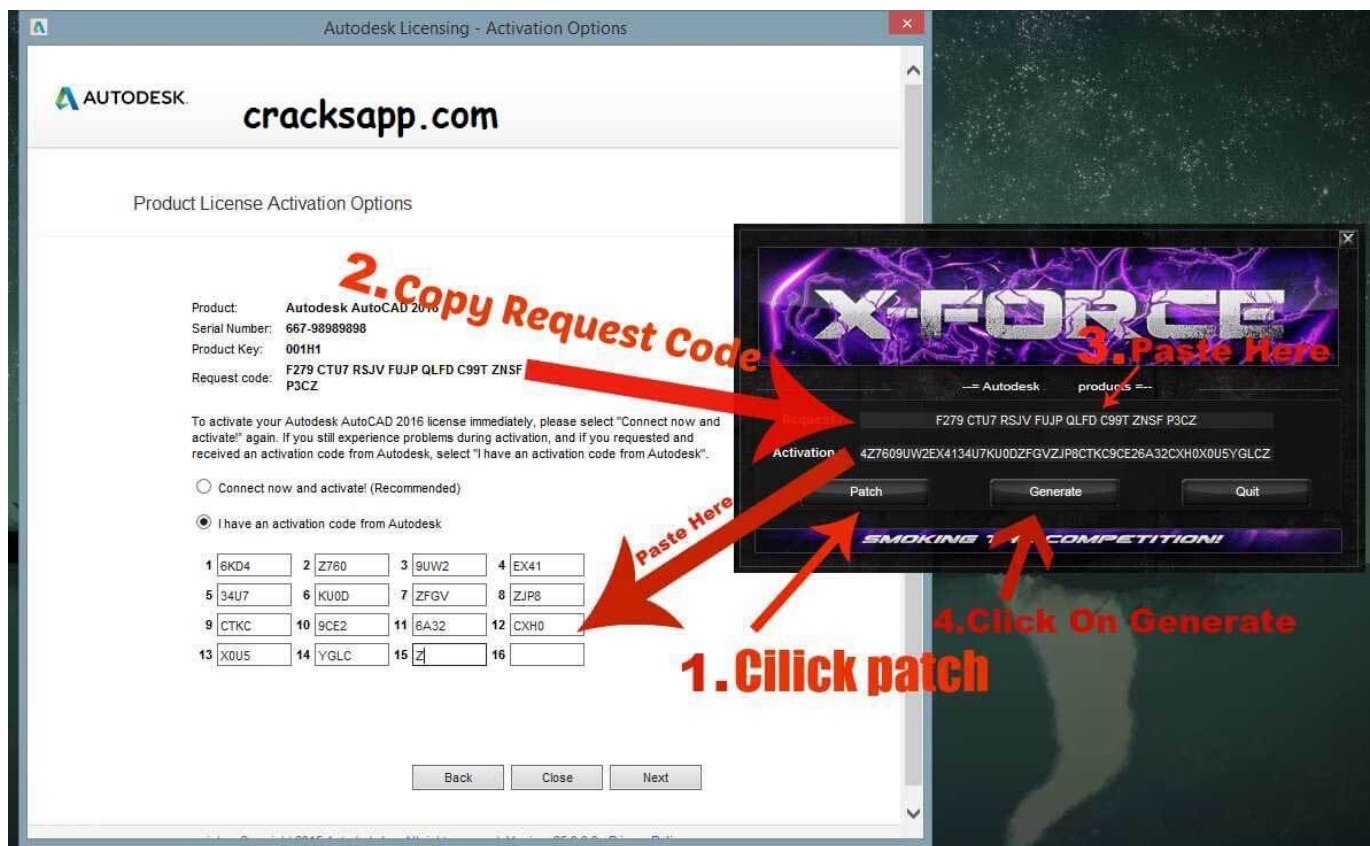 Autodesk Licensing - Activation Options
AUTODESK.
cracksapp.com
Product License Activation Options
Product: Autodesk AutoCAD 2016
Serial Number: 667-98989898
Product Key: 001H1
Request code: F279 CTU7 RSJV FUJP QLFD C99T ZNSF
P3CZ
To activate your Autodesk AutoCAD 2016 license immediately, please select "Connect now and
activate!" again. If you still experience problems during activation, and if you requested and
received an activation code from Autodesk, select "I have an activation code from Autodesk".
Connect now and activate! (Recommended)
I have an activation code from Autodesk
1 6KD4 2 Z760 3 9UW2 4 EX41
5 34U7 6 KU0D 7 ZFGV 8 ZJP8
9 CTKC 10 9CE2 11 6A32 12 CXH0
13 X0U5 14 YGLC 15 Z 16
Back Close Next
2.Copy Request Code
X-FORCE
3.Paste Here
--= Autodesk products =--
Request
F279 CTU7 RSJV FUJP QLFD C99T ZNSF P3CZ
Activation 4Z7609UW2EX4134U7KU0DZFGVZJP8CTKC9CE26A32CXH0X0U5YGLCZ
Patch Generate Quit
SMOKING THE COMPETITION!
Paste Here
4.Click On Generate
1.Cilick patch